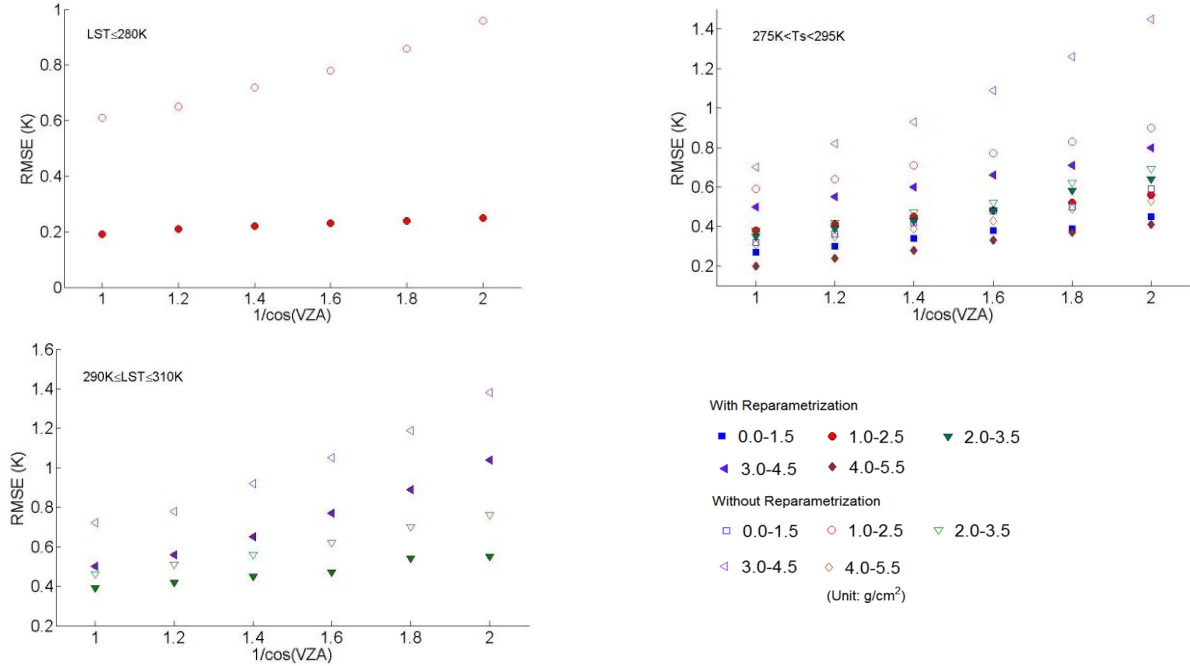 LST≤280K
RMSE (K)
1
0.8
0.6
0.4
0.2
0
1 1.2 1.4 1.6 1.8 2
1/cos(VZA)
275K<Ts<295K
RMSE (K)
1.4
1.2
1
0.8
0.6
0.4
0.2
1 1.2 1.4 1.6 1.8 2
1/cos(VZA)
290K≤LST≤310K
RMSE (K)
1.6
1.4
1.2
1.0
0.8
0.6
0.4
0.2
1 1.2 1.4 1.6 1.8 2
1/cos(VZA)
With Reparametrization
0.0-1.5 1.0-2.5 2.0-3.5
3.0-4.5 4.0-5.5
Without Reparametrization
0.0-1.5 1.0-2.5 2.0-3.5
3.0-4.5 4.0-5.5
(Unit: g/cm²)